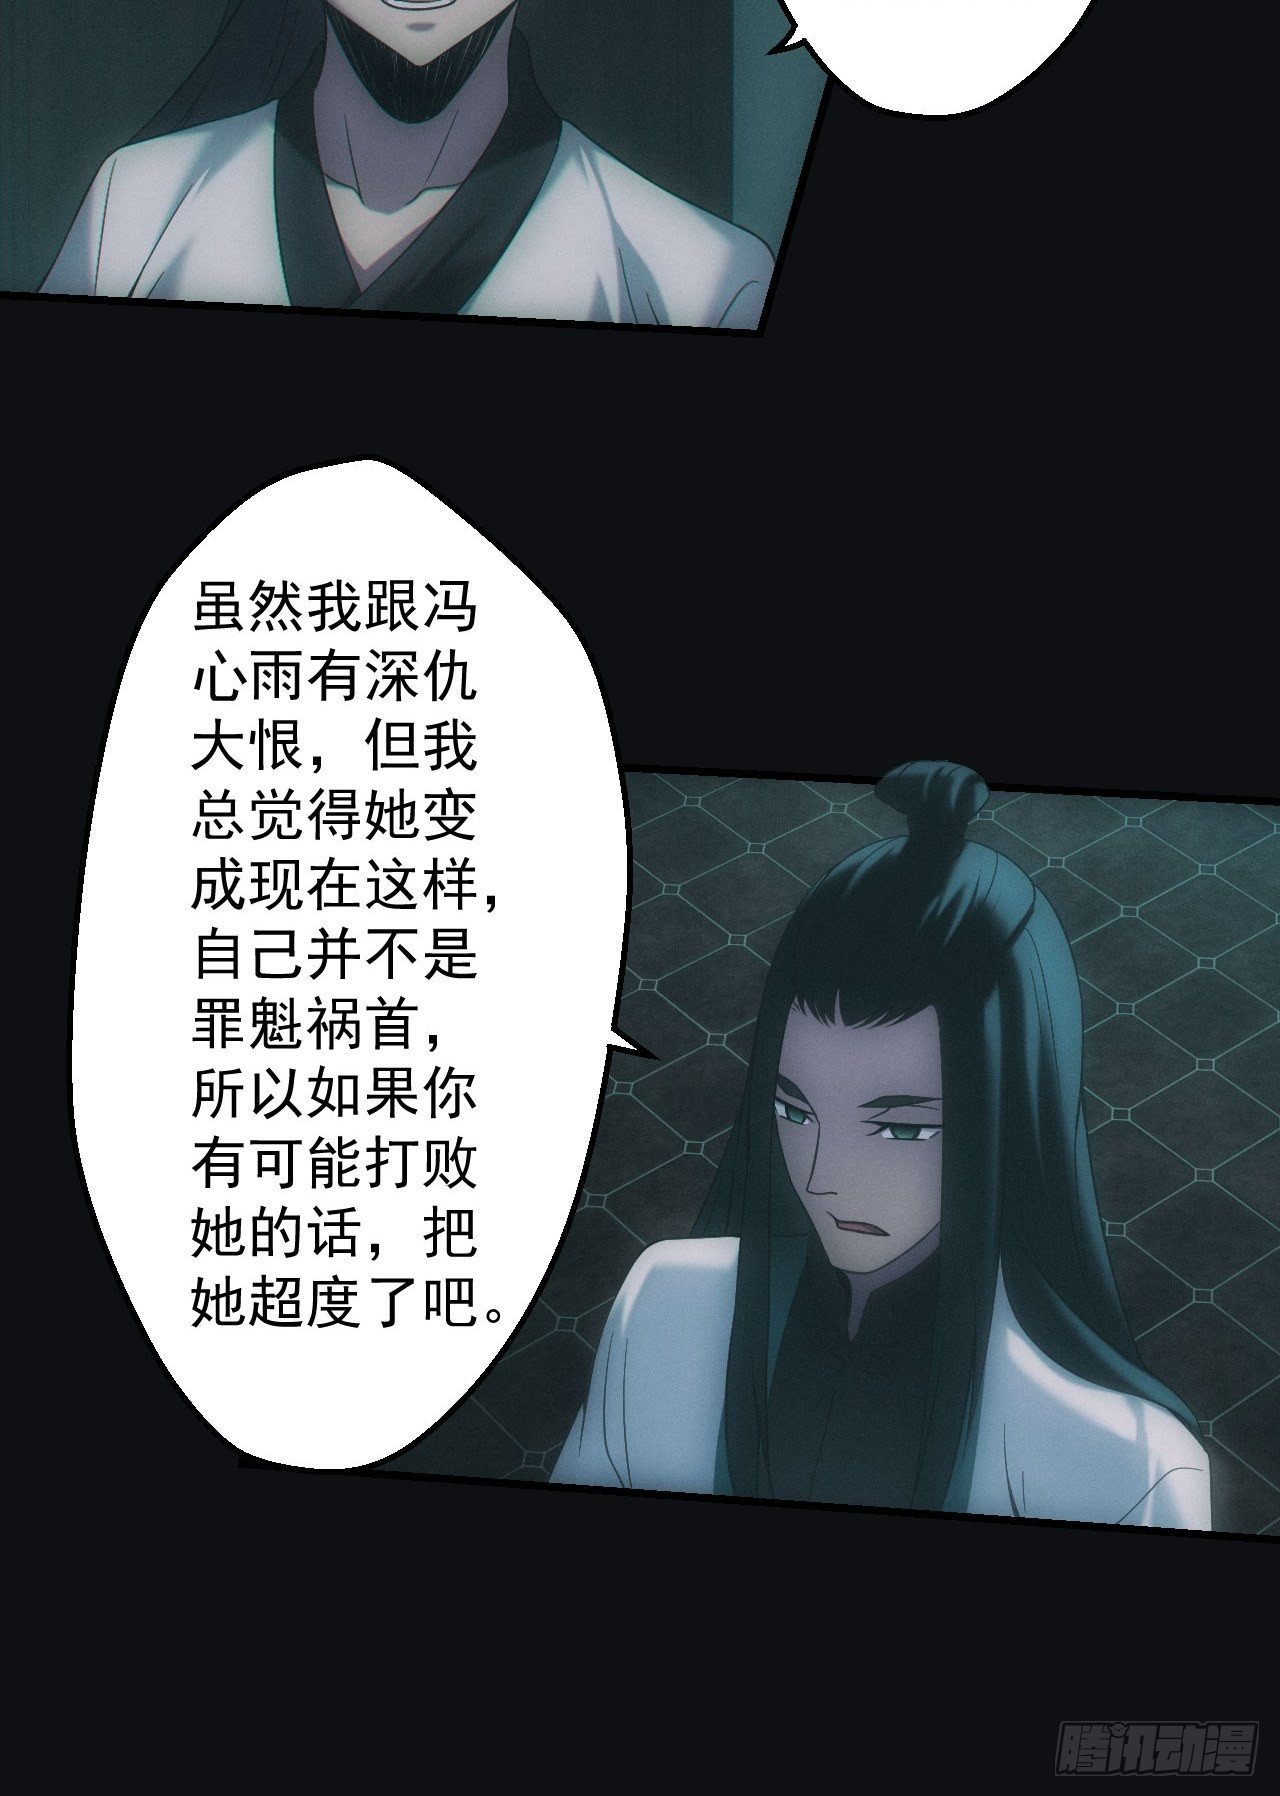 虽然我跟冯
心雨有深仇
大恨，但我
总觉得她变
成现在这样，
自己并不是
罪魁祸首，
所以如果你
有可能打败
她的话，把
她超度了吧。
腾讯动漫